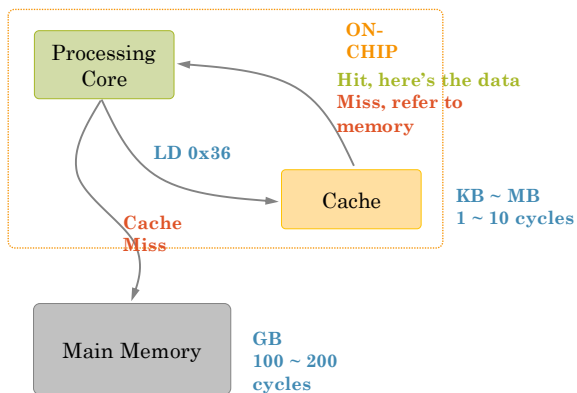 ON-
CHIP
Processing
Core
Hit, here's the data
Miss, refer to
memory
LD 0x36
Cache
KB ~ MB
1 ~ 10 cycles
Cache
Miss
Main Memory
GB
100 ~ 200
cycles